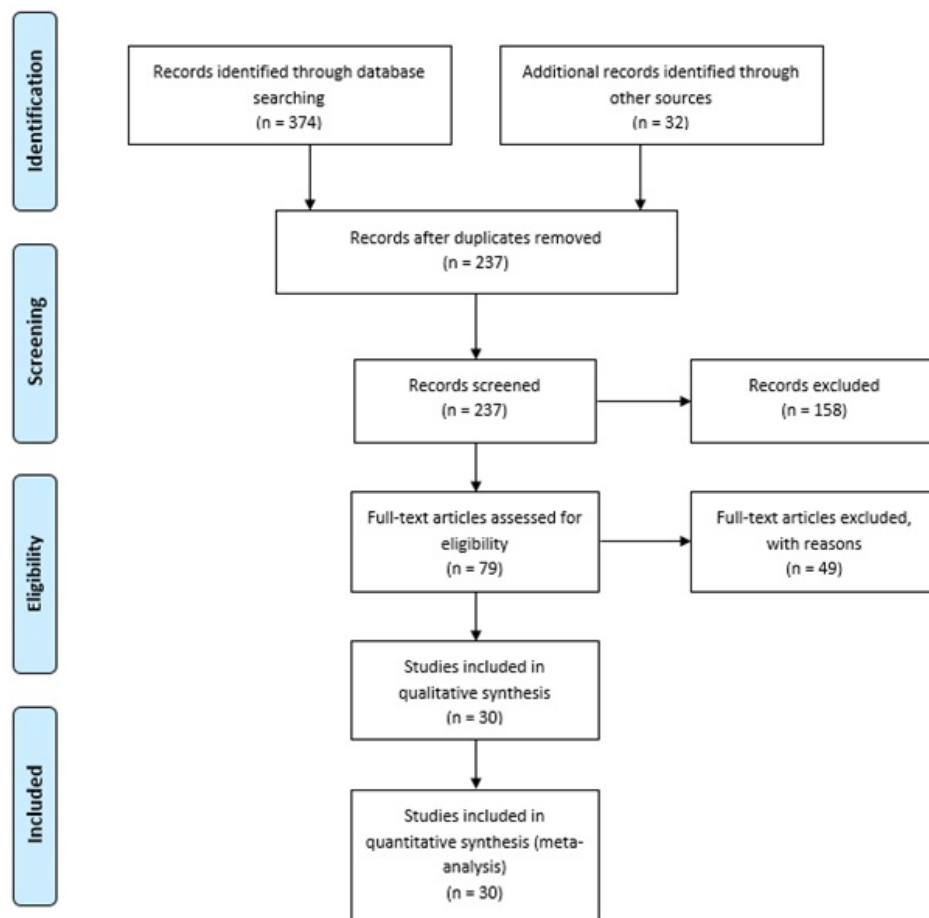 Identification
Records identified through database
searching
(n = 374)
Additional records identified through
other sources
(n = 32)
Records after duplicates removed
(n = 237)
Screening
Records screened
(n = 237)
Records excluded
(n = 158)
Eligibility
Full-text articles assessed for
eligibility
(n = 79)
Full-text articles excluded,
with reasons
(n = 49)
Studies included in
qualitative synthesis
(n = 30)
Included
Studies included in
quantitative synthesis (meta-
analysis)
(n = 30)